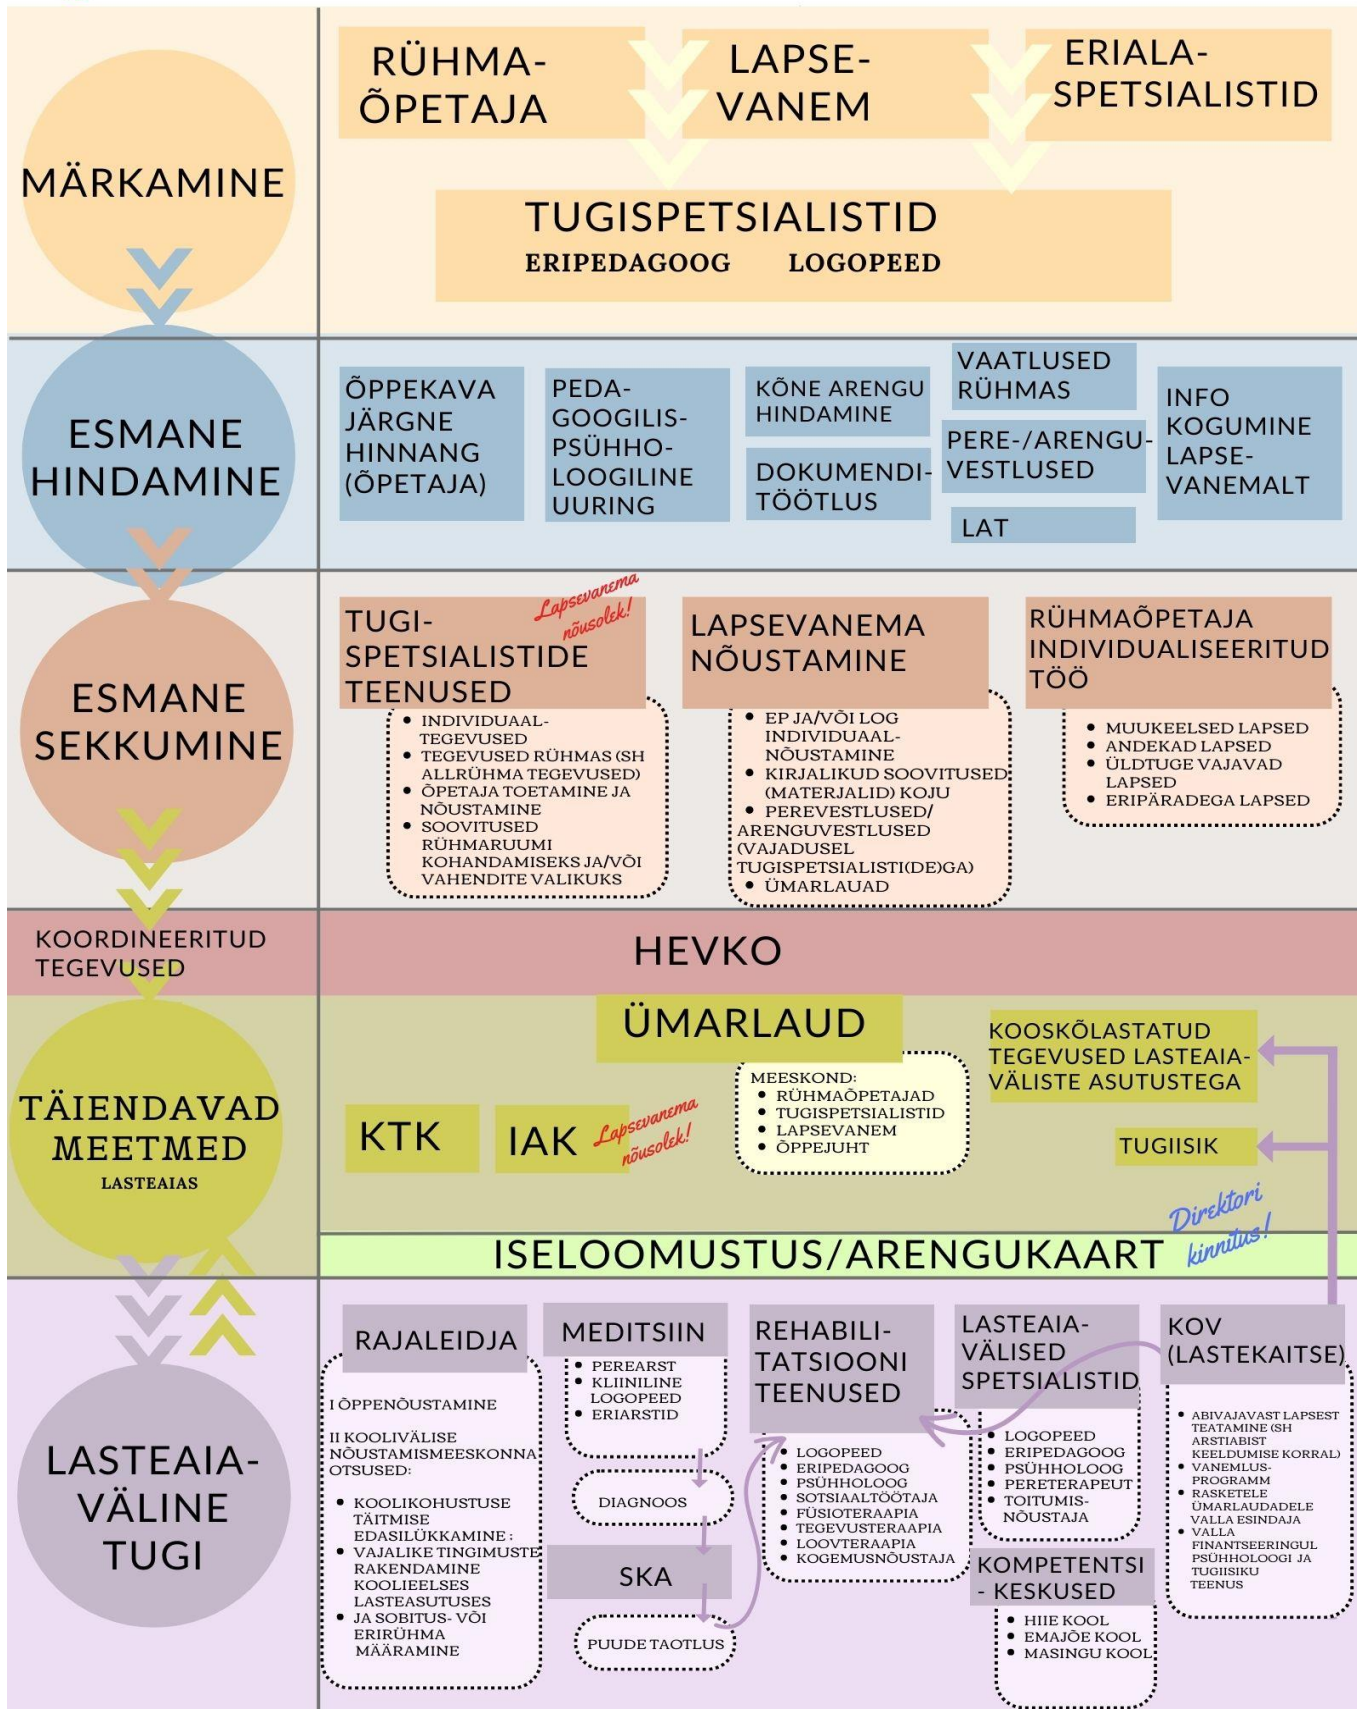 MÄRKAMINE
RÜHMA-
ÕPETAJA
LAPSE-
VANEM
ERIALA-
SPETSIALISTID
TUGISPETSIALISTID
ERIPEDAGOOG LOGOPEED
ESMANE
HINDAMINE
ÕPPEKAVA
JÄRGNE
HINNANG
(ÕPETAJA)
PEDA-
GOOGILIS-
PSÜHHO-
LOOGILINE
UURING
KÕNE ARENGU
HINDAMINE
DOKUMENDI-
TÖÖTLUS
VAATLUSED
RÜHMAS
PERE-/ARENGU-
VESTLUSED
LAT
INFO
KOGUMINE
LAPSE-
VANEMALT
ESMANE
SEKKUMINE
TUGI-
SPETSIALISTIDE
TEENUSED
Lapsevanema
nõusolek!
• INDIVIDUAAL-
TEGEVUSED
• TEGEVUSED RÜHMAS (SH
ALLRÜHMA TEGEVUSED)
• ÕPETAJA TOETAMINE JA
NÕUSTAMINE
• SOOVITUSED
RÜHMARUUMI
KOHANDAMISEKS JA/VÕI
VAHENDITE VALIKUKS
LAPSEVANEMA
NÕUSTAMINE
• EP JA/VÕI LOG
INDIVIDUAAL-
NÕUSTAMINE
• KIRJALIKUD SOOVITUSED
(MATERJALID) KOJU
• PEREVESTLUSED/
ARENGUVESTLUSED
(VAJADUSEL
TUGISPETSIALISTI(DE)GA)
• ÜMARLAUAD
RÜHMAÕPETAJA
INDIVIDUALISEERITUD
TÖÖ
• MUUKEELSED LAPSED
• ANDEKAD LAPSED
• ÜLDTUGE VAJAVAD
LAPSED
• ERIPÄRADEGA LAPSED
KOORDINEERITUD
TEGEVUSED
HEVKO
TÄIENDAVAD
MEETMED
LASTEAIAS
KTK
IAK
Lapsevanema
nõusolek!
ÜMARLAUD
MEESKOND:
• RÜHMAÕPETAJAD
• TUGISPETSIALISTID
• LAPSEVANEM
• ÕPPEJUHT
KOOSKÕLASTATUD
TEGEVUSED LASTEAIA-
VÄLISTE ASUTUSTEGA
TUGIISIK
ISELOOMUSTUS/ARENGUKAART
Direktori
kinnitus!
LASTEAIA-
VÄLINE
TUGI
RAJALEIDJA
I ÕPPENÕUSTAMINE
II KOOLIVÄLISE
NÕUSTAMISMEESKONNA
OTSUSED:
• KOOLIKOHUSTUSE
TÄITMISE
EDASILÜKKAMINE :
• VAJALIKE TINGIMUSTE
RAKENDAMINE
KOOLIEELSES
LASTEASUTUSES
• JA SOBITUS- VÕI
ERIRÜHMA
MÄÄRAMINE
MEDITSIIN
• PEREARST
• KLIINILINE
LOGOPEED
• ERIARSTID
DIAGNOOS
SKA
PUUDE TAOTLUS
REHABILI-
TATSIOONI
TEENUSED
• LOGOPEED
• ERIPEDAGOOG
• PSÜHHOLOOG
• SOTSIAALTÖÖTAJA
• FÜSIOTERAAPIA
• TEGEVUSTERAAPIA
• LOOVTERAAPIA
• KOGEMUSNÕUSTAJA
LASTEAIA-
VÄLISED
SPETSIALISTID
• LOGOPEED
• ERIPEDAGOOG
• PSÜHHOLOOG
• PERETERAPEUT
• TOITUMIS-
NÕUSTAJA
KOMPETENTSI
- KESKUSED
• HIIE KOOL
• EMAJÕE KOOL
• MASINGU KOOL
KOV
(LASTEKAITSE)
• ABIVAJAVAST LAPSEST
TEATAMINE (SH
ARSTIABIST
KEELDUMISE KORRAL)
• VANEMLUS-
PROGRAMM
• RASKETELE
ÜMARLAUDADELE
VALLA ESINDAJA
• VALLA
FINANTSEERINGUL
PSÜHHOLOOGI JA
TUGIISIKU
TEENUS